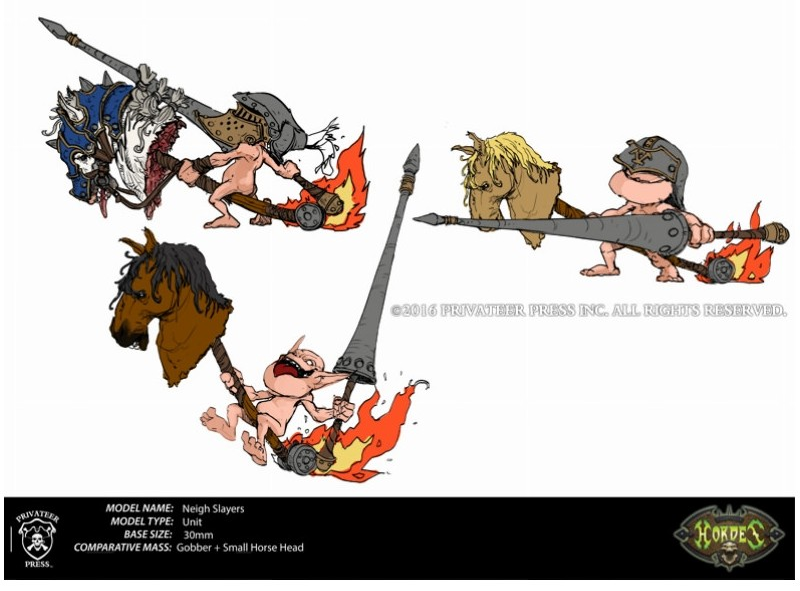 ©2016 PRIVATEER PRESS INC. ALL RIGHTS RESERVED.
PRIVATEER
PRESS
MODEL NAME: Neigh Slayers
MODEL TYPE: Unit
BASE SIZE: 30mm
COMPARATIVE MASS: Gobber + Small Horse Head
HORDES